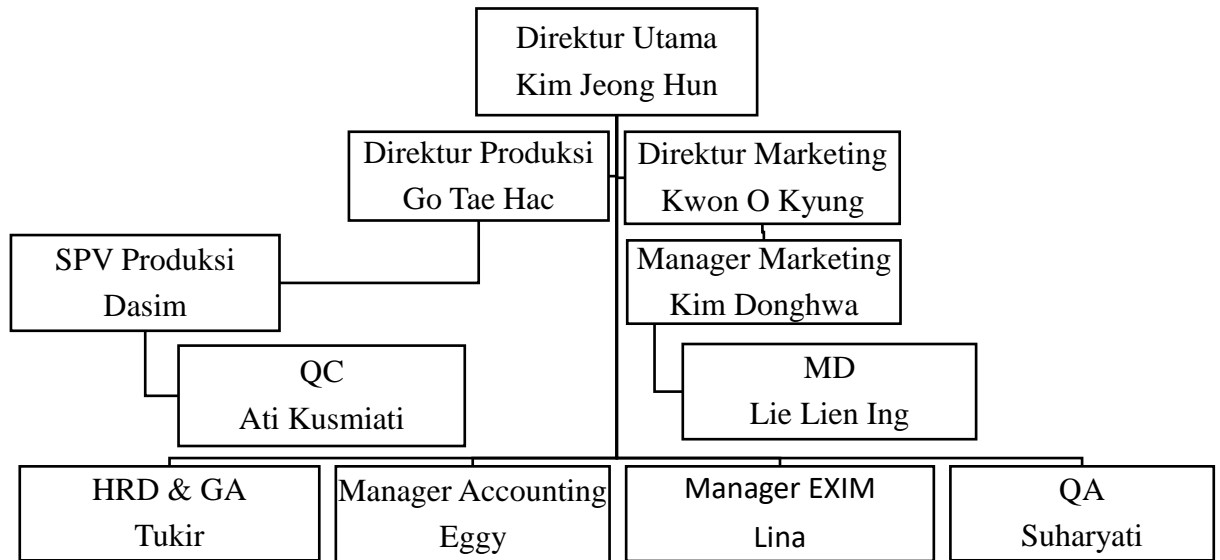 Direktur Utama
Kim Jeong Hun
Direktur Produksi
Go Tae Hac
Direktur Marketing
Kwon O Kyung
SPV Produksi
Dasim
Manager Marketing
Kim Donghwa
QC
Ati Kusmiati
MD
Lie Lien Ing
HRD & GA
Tukir
Manager Accounting
Eggy
Manager EXIM
Lina
QA
Suharyati